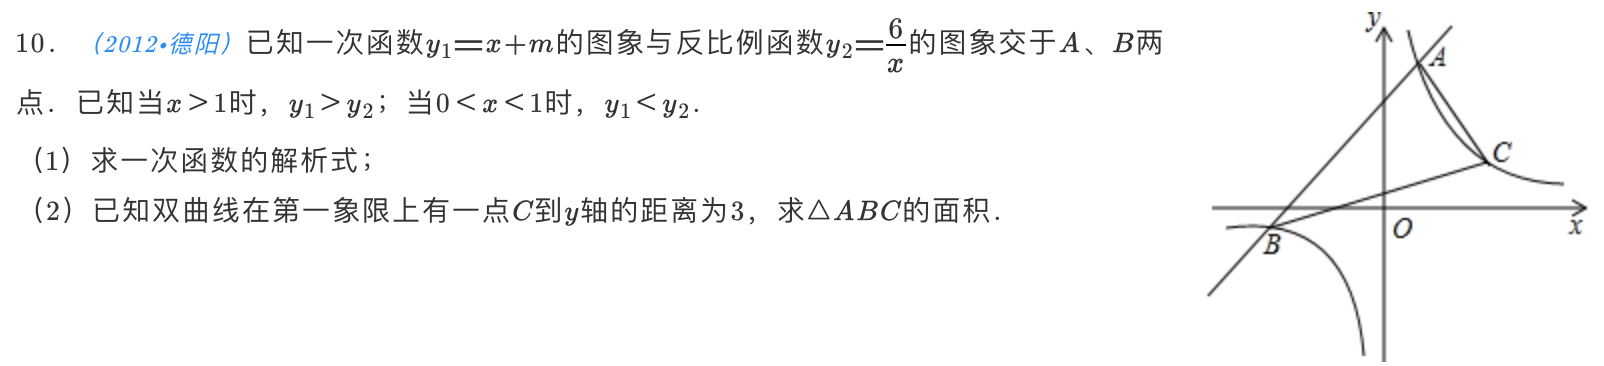 10． （2012•德阳）已知一次函数y₁=x+m的图象与反比例函数y₂=6/x的图象交于A、B两
点．已知当x>1时，y₁>y₂；当0<x<1时，y₁<y₂．
（1）求一次函数的解析式；
（2）已知双曲线在第一象限上有一点C到y轴的距离为3，求△ABC的面积．
y
A
C
O
x
B